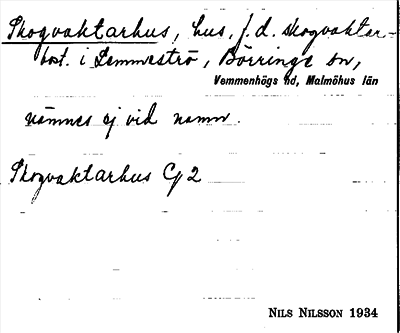 Skogvaktarhus, hus, f.d. skogvaktar-
bost. i Lemmeströ, Börringe sn,
Vemmenhögs hd, Malmöhus län
nämnes ej vid namn.
Skogvaktarhus Cf 2
NILS NILSSON 1934